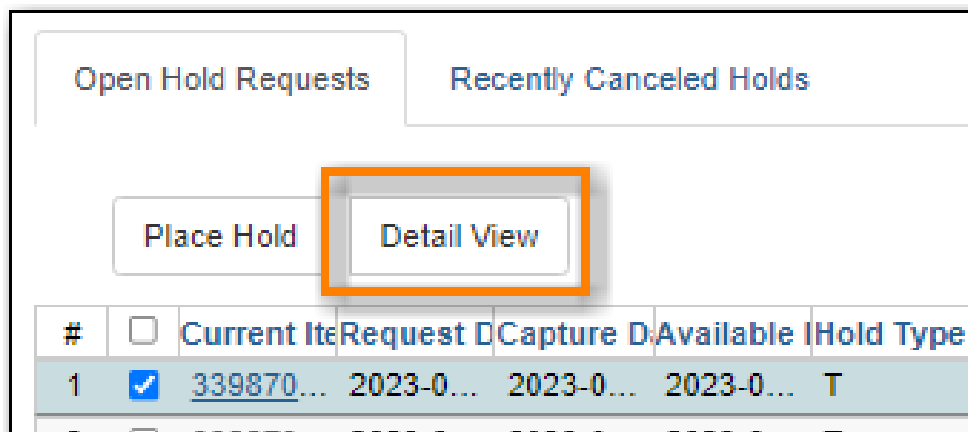 Open Hold Requests Recently Canceled Holds
Place Hold Detail View
# Current Ite Request D Capture D Available Hold Type
1 339870... 2023-0... 2023-0... 2023-0... T